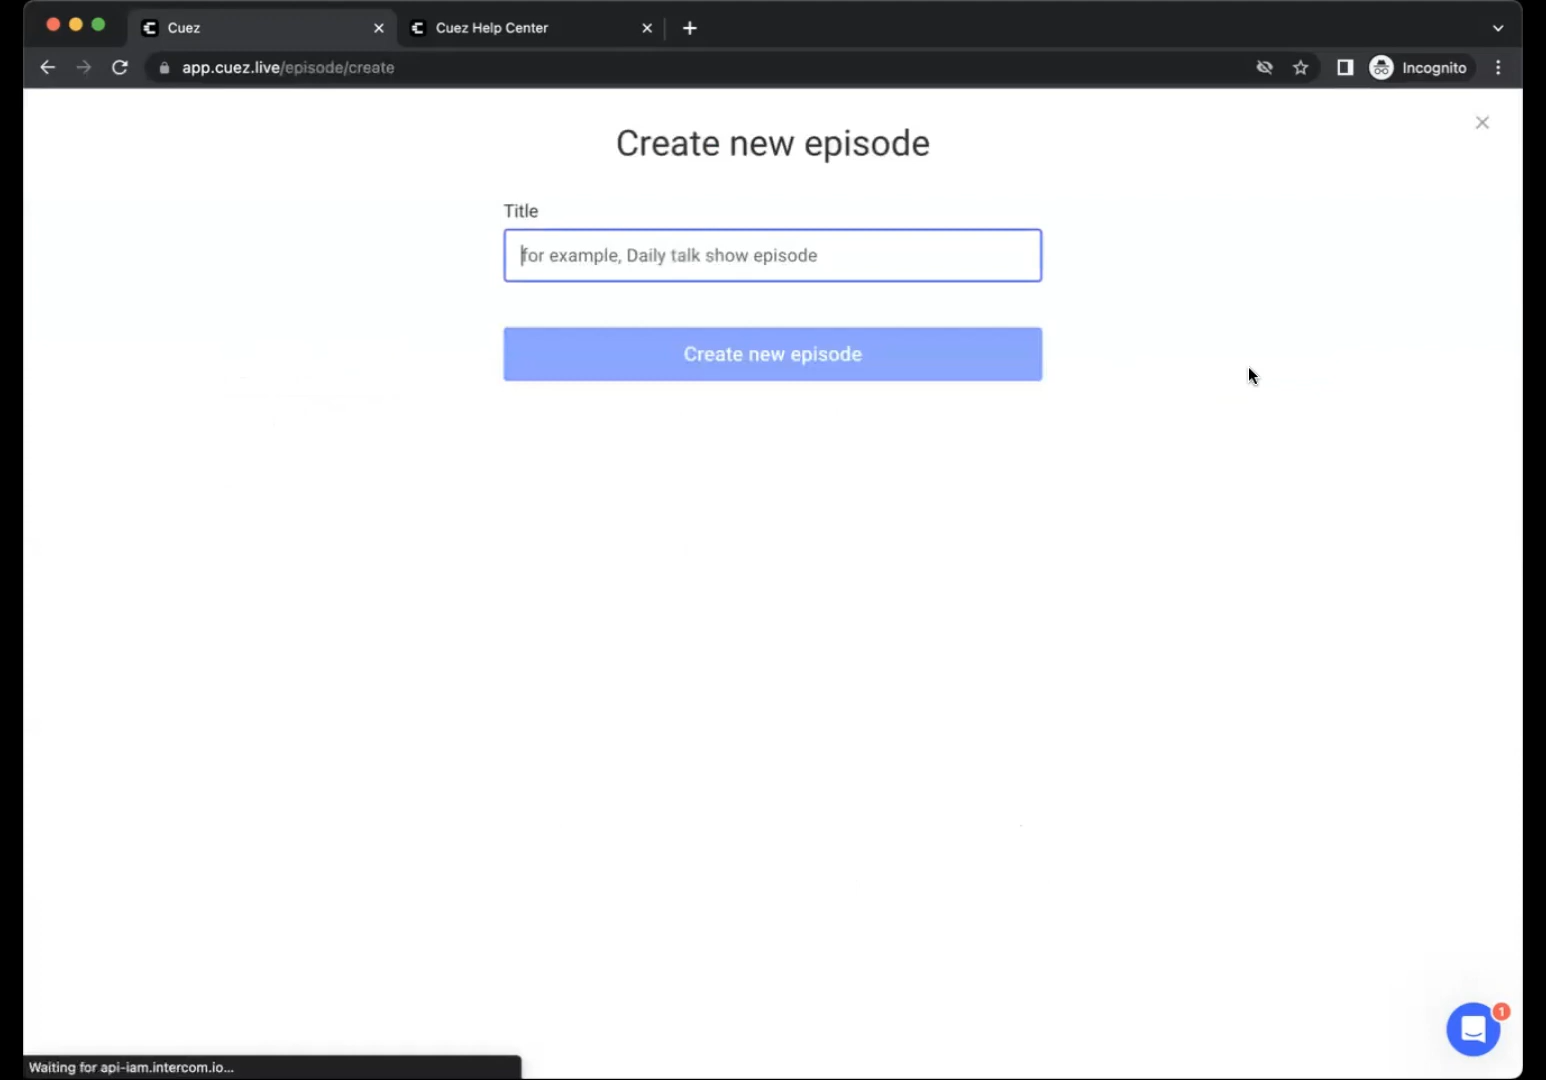 Cuez
Cuez Help Center
app.cuez.live/episode/create
Incognito
Create new episode
Title
for example, Daily talk show episode
Create new episode
1
Waiting for api-iam.intercom.io...